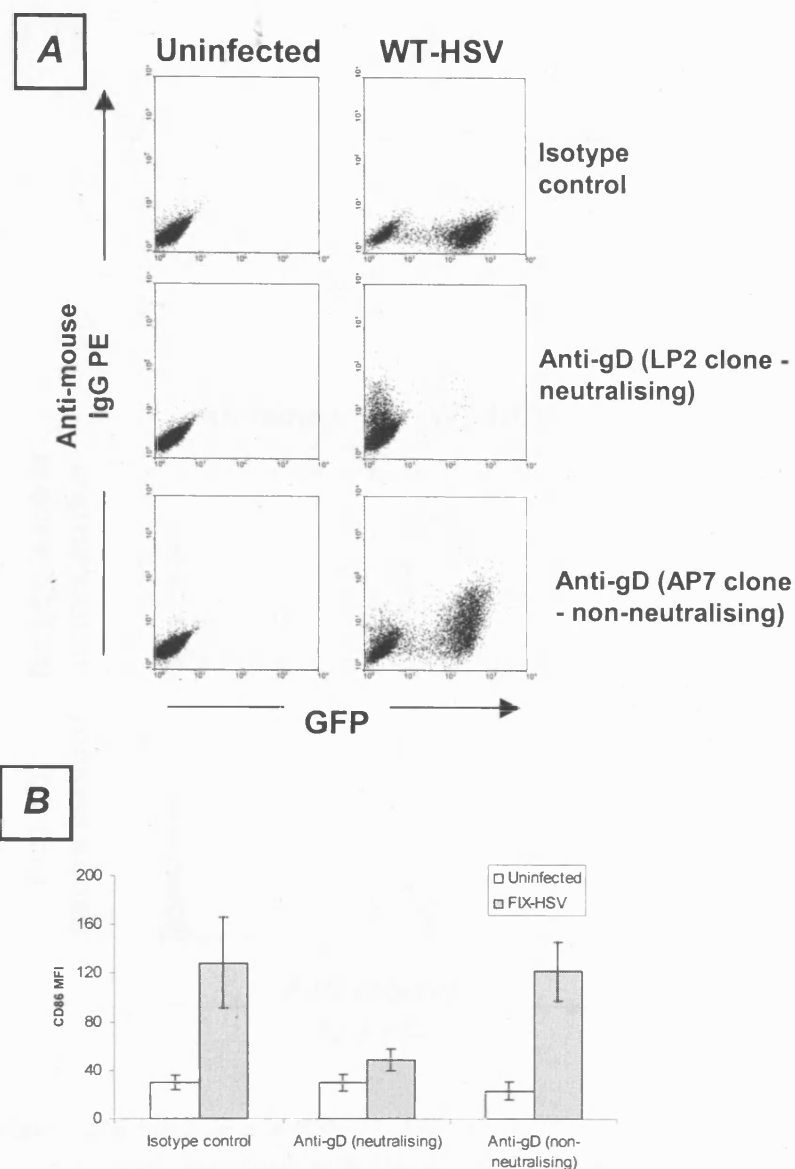 A
Uninfected
WT-HSV
Isotype
control
Anti-gD (LP2 clone -
neutralising)
Anti-gD (AP7 clone
- non-neutralising)
Anti-mouse
IgG PE
GFP
B
200
160
120
80
40
0
CD86 MFI
Uninfected
FIX-HSV
Isotype control
Anti-gD (neutralising)
Anti-gD (non-
neutralising)